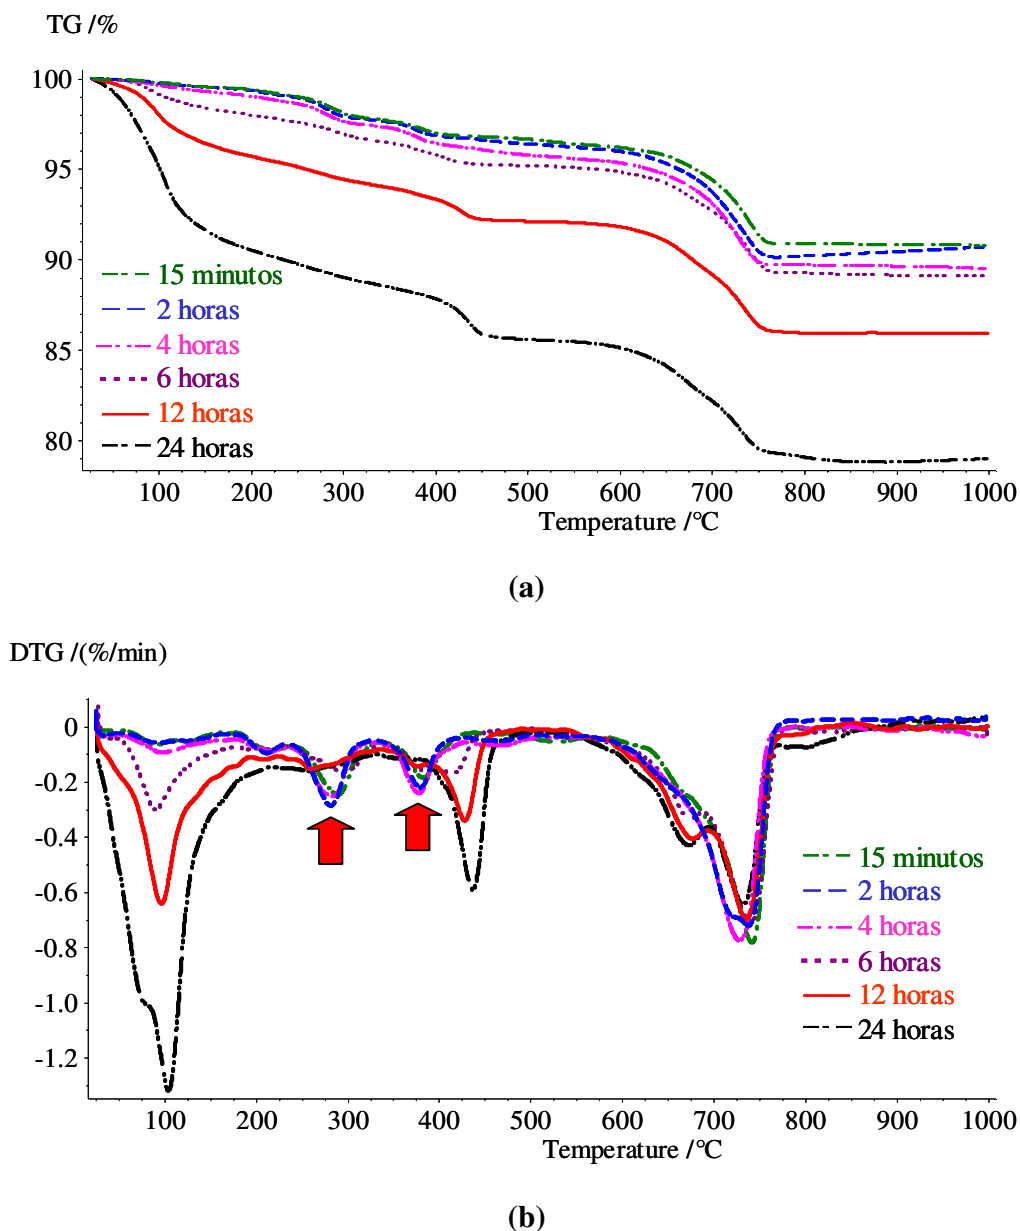 TG /%
100
95
90
85
80
15 minutos
2 horas
4 horas
6 horas
12 horas
24 horas
100 200 300 400 500 600 700 800 900 1000
Temperature /°C
(a)
DTG /(%/min)
0
-0.2
-0.4
-0.6
-0.8
-1.0
-1.2
15 minutos
2 horas
4 horas
6 horas
12 horas
24 horas
100 200 300 400 500 600 700 800 900 1000
Temperature /°C
(b)